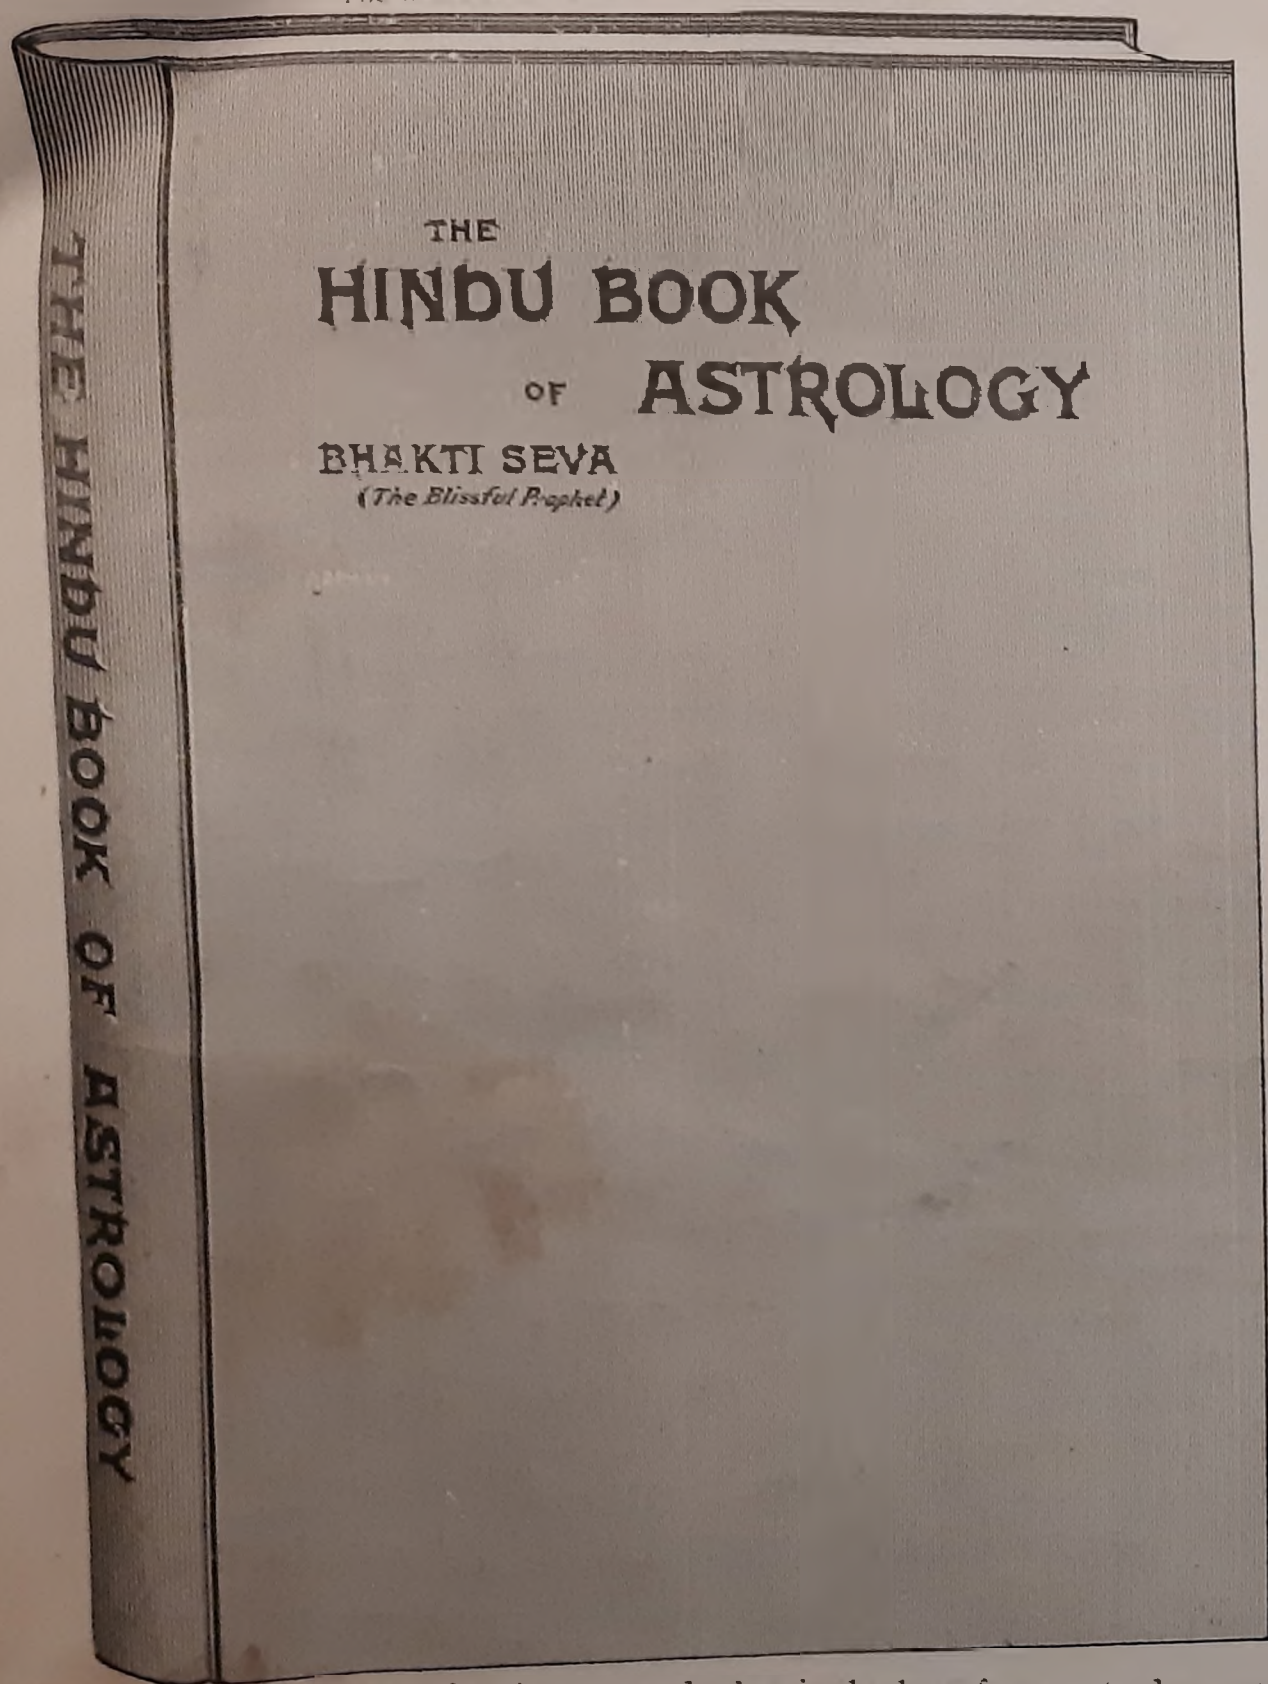 THE
HINDU BOOK
OF ASTROLOGY
BHAKTI SEVA
(The Blissful Prophet)
THE HINDU BOOK OF ASTROLOGY